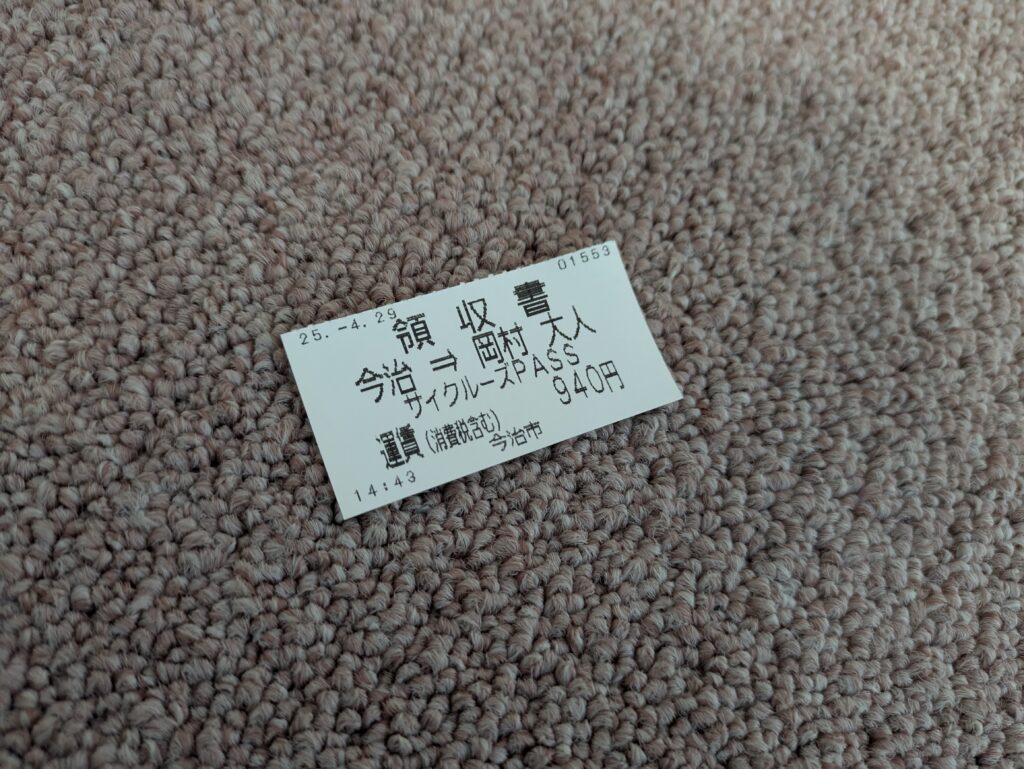 25.-4.29 01553
領収書
今治⇒岡村 大人
サイクルーズPASS
940円
運賃(消費税含む)
今治市
14:43